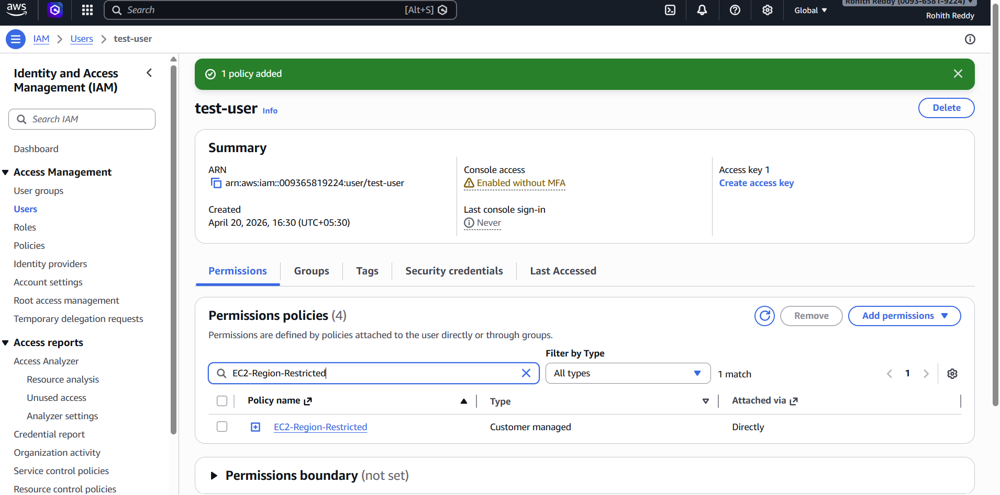 aws
Search
[Alt+S]
Global
Rohith Reddy (0093-6581-9224)
Rohith Reddy
IAM
Users
test-user
Identity and Access
Management (IAM)
Search IAM
Dashboard
Access Management
User groups
Users
Roles
Policies
Identity providers
Account settings
Root access management
Temporary delegation requests
Access reports
Access Analyzer
Resource analysis
Unused access
Analyzer settings
Credential report
Organization activity
Service control policies
Resource control policies
1 policy added
test-user Info
Delete
Summary
ARN
arn:aws:iam::009365819224:user/test-user
Created
April 20, 2026, 16:30 (UTC+05:30)
Console access
Enabled without MFA
Last console sign-in
Never
Access key 1
Create access key
Permissions
Groups
Tags
Security credentials
Last Accessed
Permissions policies (4)
Remove
Add permissions
Permissions are defined by policies attached to the user directly or through groups.
Filter by Type
EC2-Region-Restricted
All types
1 match
1
Policy name
Type
Attached via
EC2-Region-Restricted
Customer managed
Directly
Permissions boundary (not set)